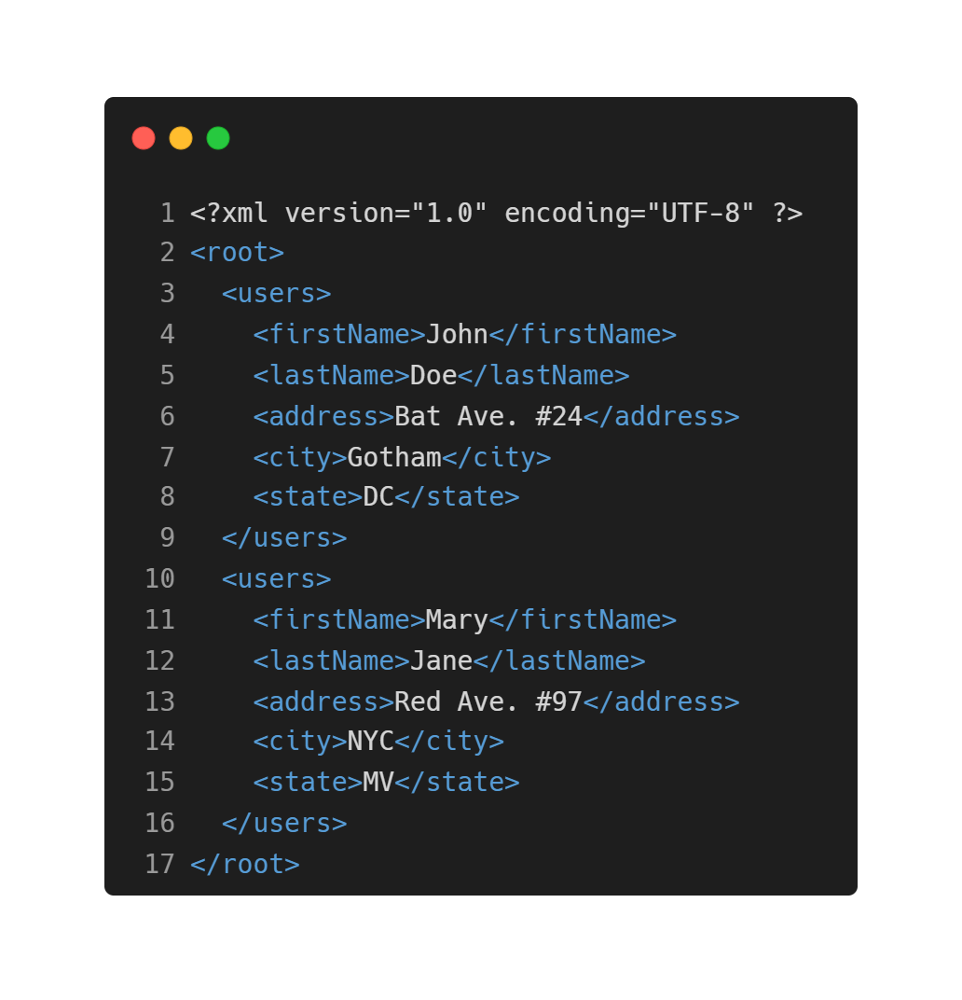 1 <?xml version="1.0" encoding="UTF-8" ?>
2 <root>
3   <users>
4     <firstName>John</firstName>
5     <lastName>Doe</lastName>
6     <address>Bat Ave. #24</address>
7     <city>Gotham</city>
8     <state>DC</state>
9   </users>
10   <users>
11     <firstName>Mary</firstName>
12     <lastName>Jane</lastName>
13     <address>Red Ave. #97</address>
14     <city>NYC</city>
15     <state>MV</state>
16   </users>
17 </root>